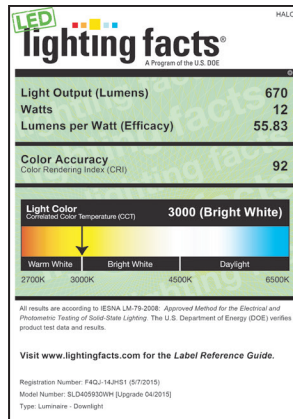 LED
HALO
lighting facts®
A Program of the U.S. DOE
Light Output (Lumens) 670
Watts 12
Lumens per Watt (Efficacy) 55.83
Color Accuracy 92
Color Rendering Index (CRI)
Light Color 3000 (Bright White)
Correlated Color Temperature (CCT)
Warm White Bright White Daylight
2700K 3000K 4500K 6500K
All results are according to IESNA LM-79-2008: Approved Method for the Electrical and
Photometric Testing of Solid-State Lighting. The U.S. Department of Energy (DOE) verifies
product test data and results.
Visit www.lightingfacts.com for the Label Reference Guide.
Registration Number: F4QJ-14JHS1 (5/7/2015)
Model Number: SLD405930WH [Upgrade 04/2015]
Type: Luminaire - Downlight